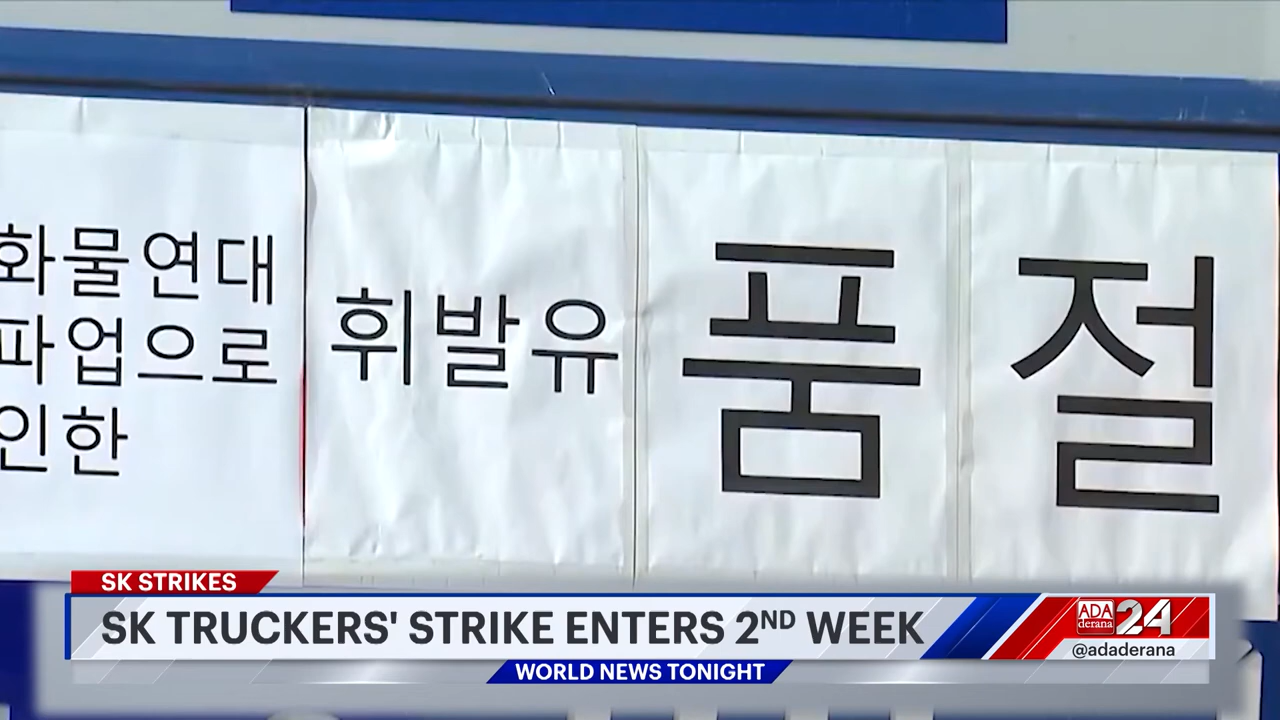 화물연대
파업으로
인한
휘발유
품절
SK STRIKES
SK TRUCKERS' STRIKE ENTERS 2ND WEEK
ADA
derana
24
@adaderana
WORLD NEWS TONIGHT